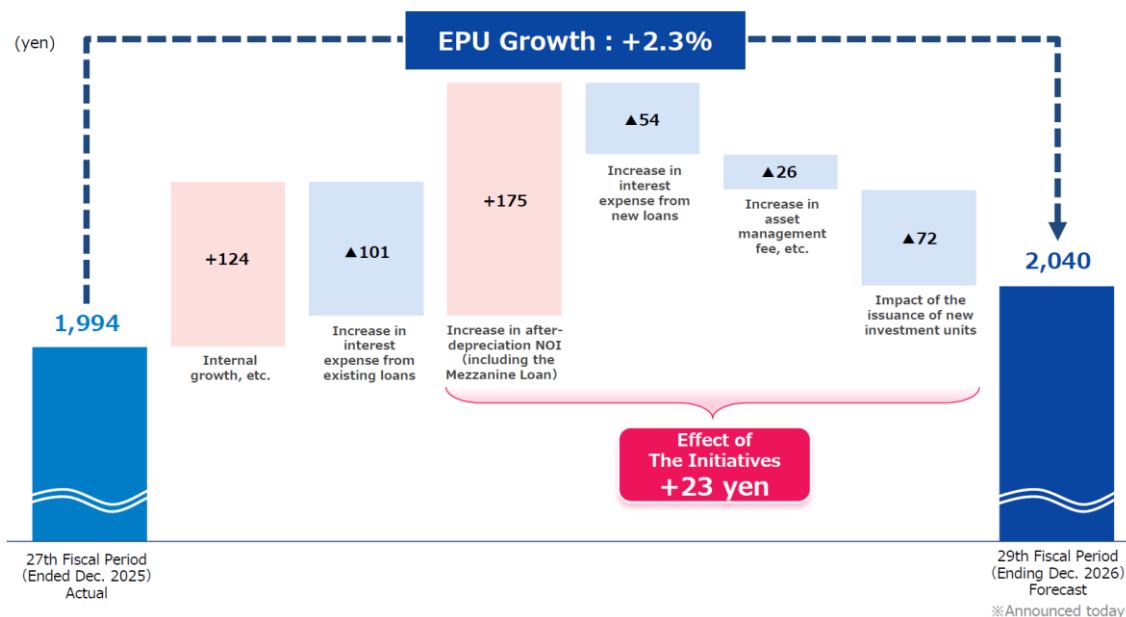 (yen)
EPU Growth : +2.3%
1,994
+124
Internal
growth, etc.
▲101
Increase in
interest
expense from
existing loans
+175
Increase in after-
depreciation NOI
(including the
Mezzanine Loan)
▲54
Increase in
interest
expense from
new loans
▲26
Increase in
asset
management
fee, etc.
▲72
Impact of the
issuance of new
investment units
2,040
Effect of
The Initiatives
+23 yen
27th Fiscal Period
(Ended Dec. 2025)
Actual
29th Fiscal Period
(Ending Dec. 2026)
Forecast
※Announced today